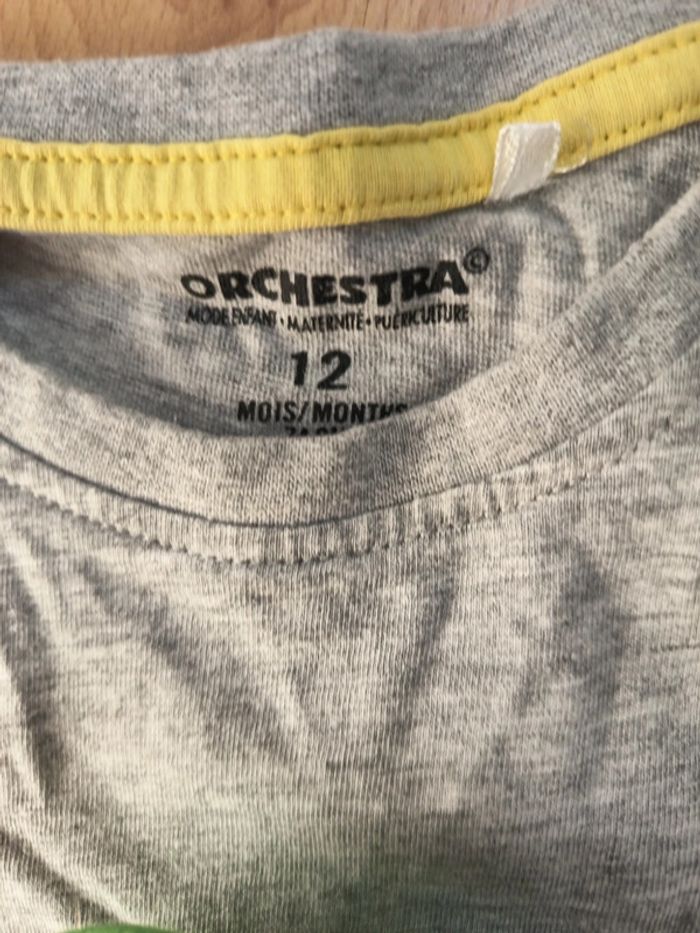 ORCHESTRA©
MODE ENFANT • MATERNITÉ • PUÉRICULTURE
12
MOIS/MONTHS